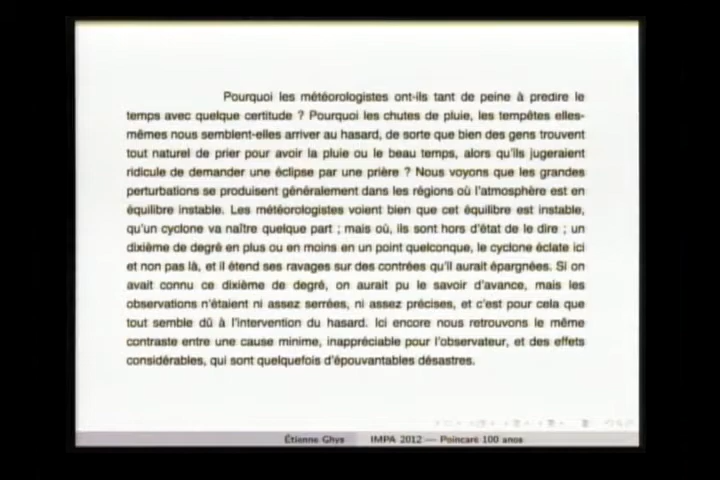 Pourquoi les météorologistes ont-ils tant de peine à predire le
temps avec quelque certitude ? Pourquoi les chutes de pluie, les tempêtes elles-
mêmes nous semblent-elles arriver au hasard, de sorte que bien des gens trouvent
tout naturel de prier pour avoir la pluie ou le beau temps, alors qu'ils jugeraient
ridicule de demander une éclipse par une prière ? Nous voyons que les grandes
perturbations se produisent généralement dans les régions où l'atmosphère est en
équilibre instable. Les météorologistes voient bien que cet équilibre est instable,
qu'un cyclone va naître quelque part ; mais où, ils sont hors d'état de le dire ; un
dixième de degré en plus ou en moins en un point quelconque, le cyclone éclate ici
et non pas là, et il étend ses ravages sur des contrées qu'il aurait épargnées. Si on
avait connu ce dixième de degré, on aurait pu le savoir d'avance, mais les
observations n'étaient ni assez serrées, ni assez précises, et c'est pour cela que
tout semble dû à l'intervention du hasard. Ici encore nous retrouvons le même
contraste entre une cause minime, inappréciable pour l'observateur, et des effets
considérables, qui sont quelquefois d'épouvantables désastres.
Étienne Ghys IMPA 2012 — Poincaré 100 anos